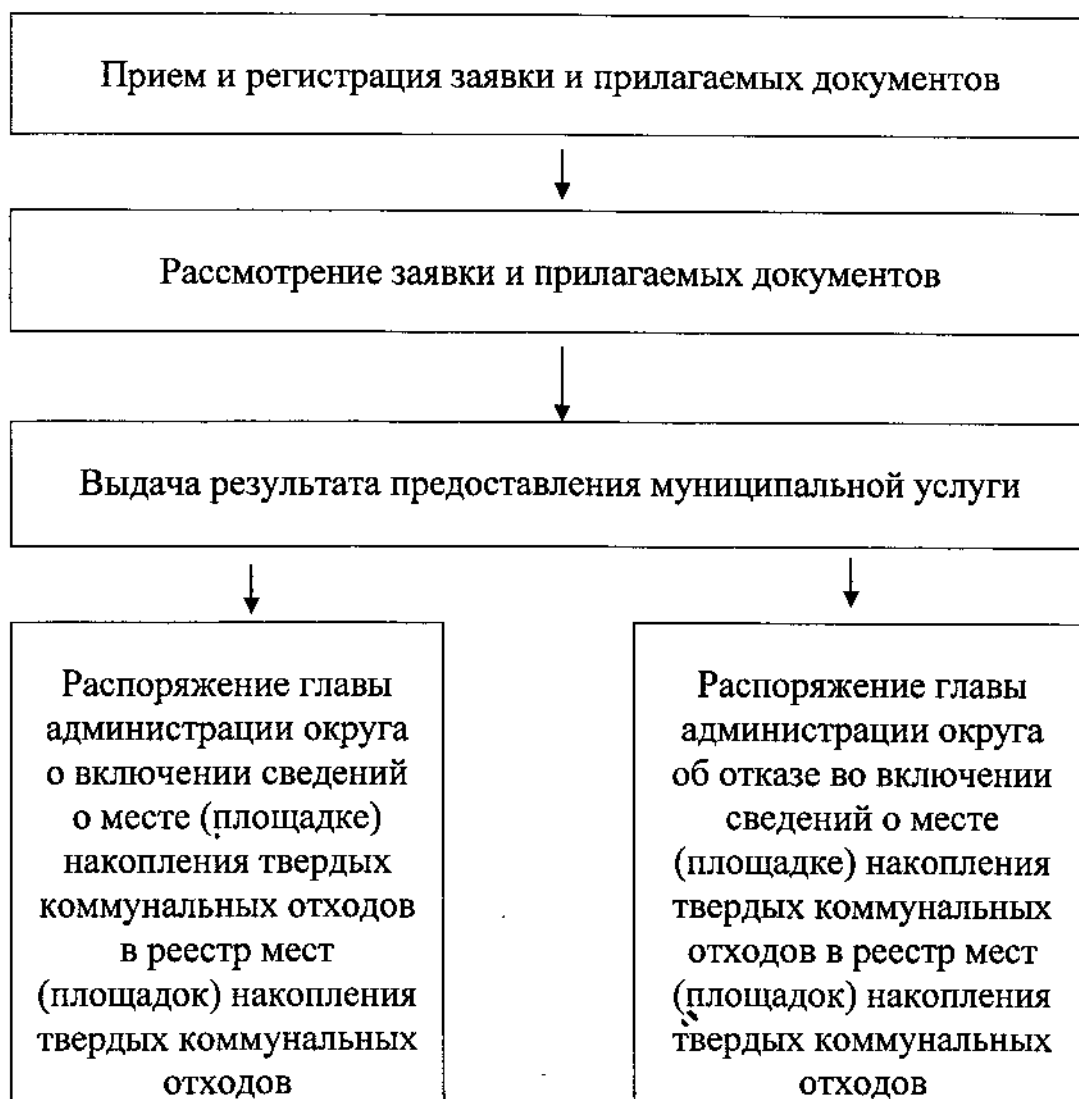 Прием и регистрация заявки и прилагаемых документов
Рассмотрение заявки и прилагаемых документов
Выдача результата предоставления муниципальной услуги
Распоряжение главы
администрации округа
о включении сведений
о месте (площадке)
накопления твердых
коммунальных отходов
в реестр мест
(площадок) накопления
твердых коммунальных
отходов
Распоряжение главы
администрации округа
об отказе во включении
сведений о месте
(площадке) накопления
твердых коммунальных
отходов в реестр мест
(площадок) накопления
твердых коммунальных
отходов